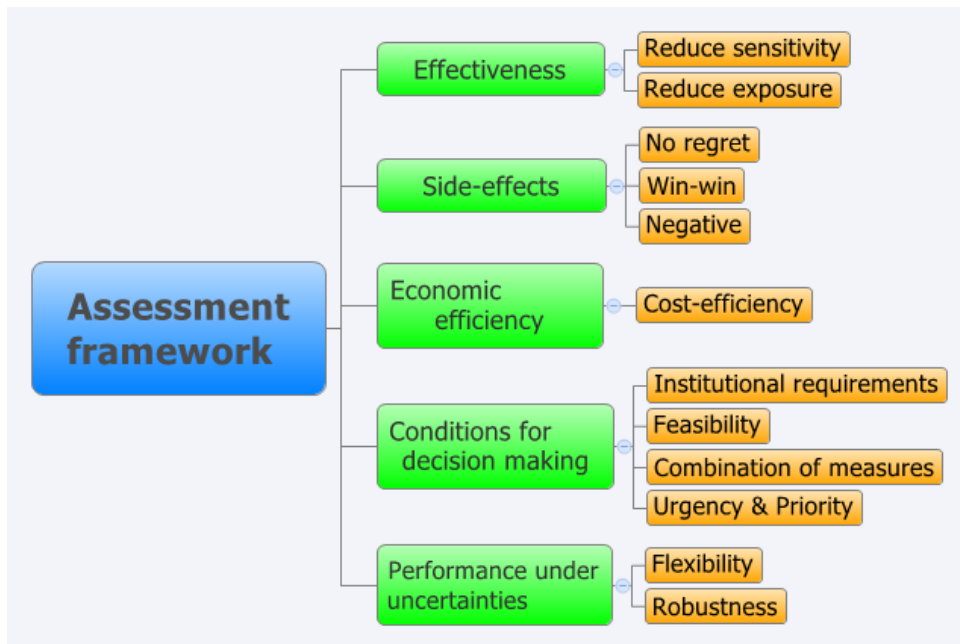 Assessment
framework
Effectiveness
Reduce sensitivity
Reduce exposure
Side-effects
No regret
Win-win
Negative
Economic
efficiency
Cost-efficiency
Conditions for
decision making
Institutional requirements
Feasibility
Combination of measures
Urgency & Priority
Performance under
uncertainties
Flexibility
Robustness